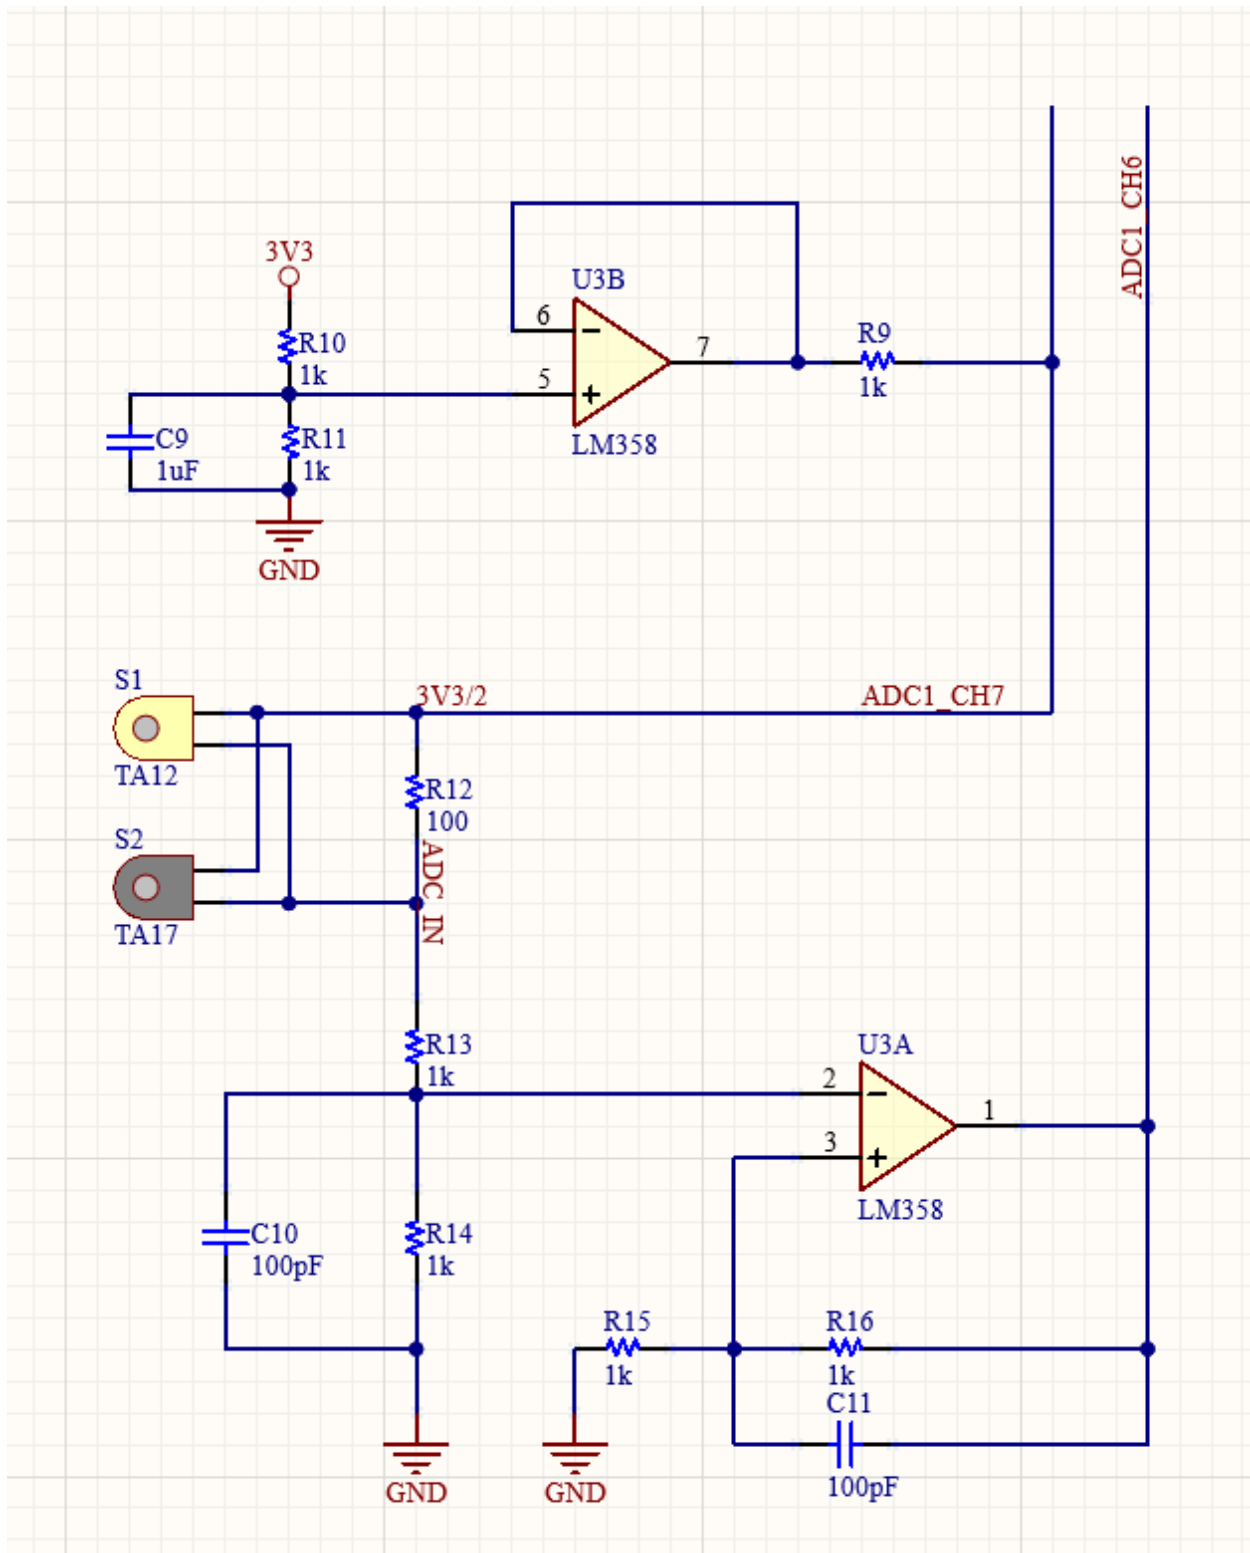 ADC1_CH6
3V3
U3B
R10
1k
6
7
R9
1k
5
C9
1uF
R11
1k
LM358
GND
S1
3V3/2
ADC1_CH7
TA12
R12
100
S2
ADC_IN
TA17
R13
1k
U3A
2
1
3
LM358
C10
100pF
R14
1k
R15
1k
R16
1k
C11
100pF
GND
GND